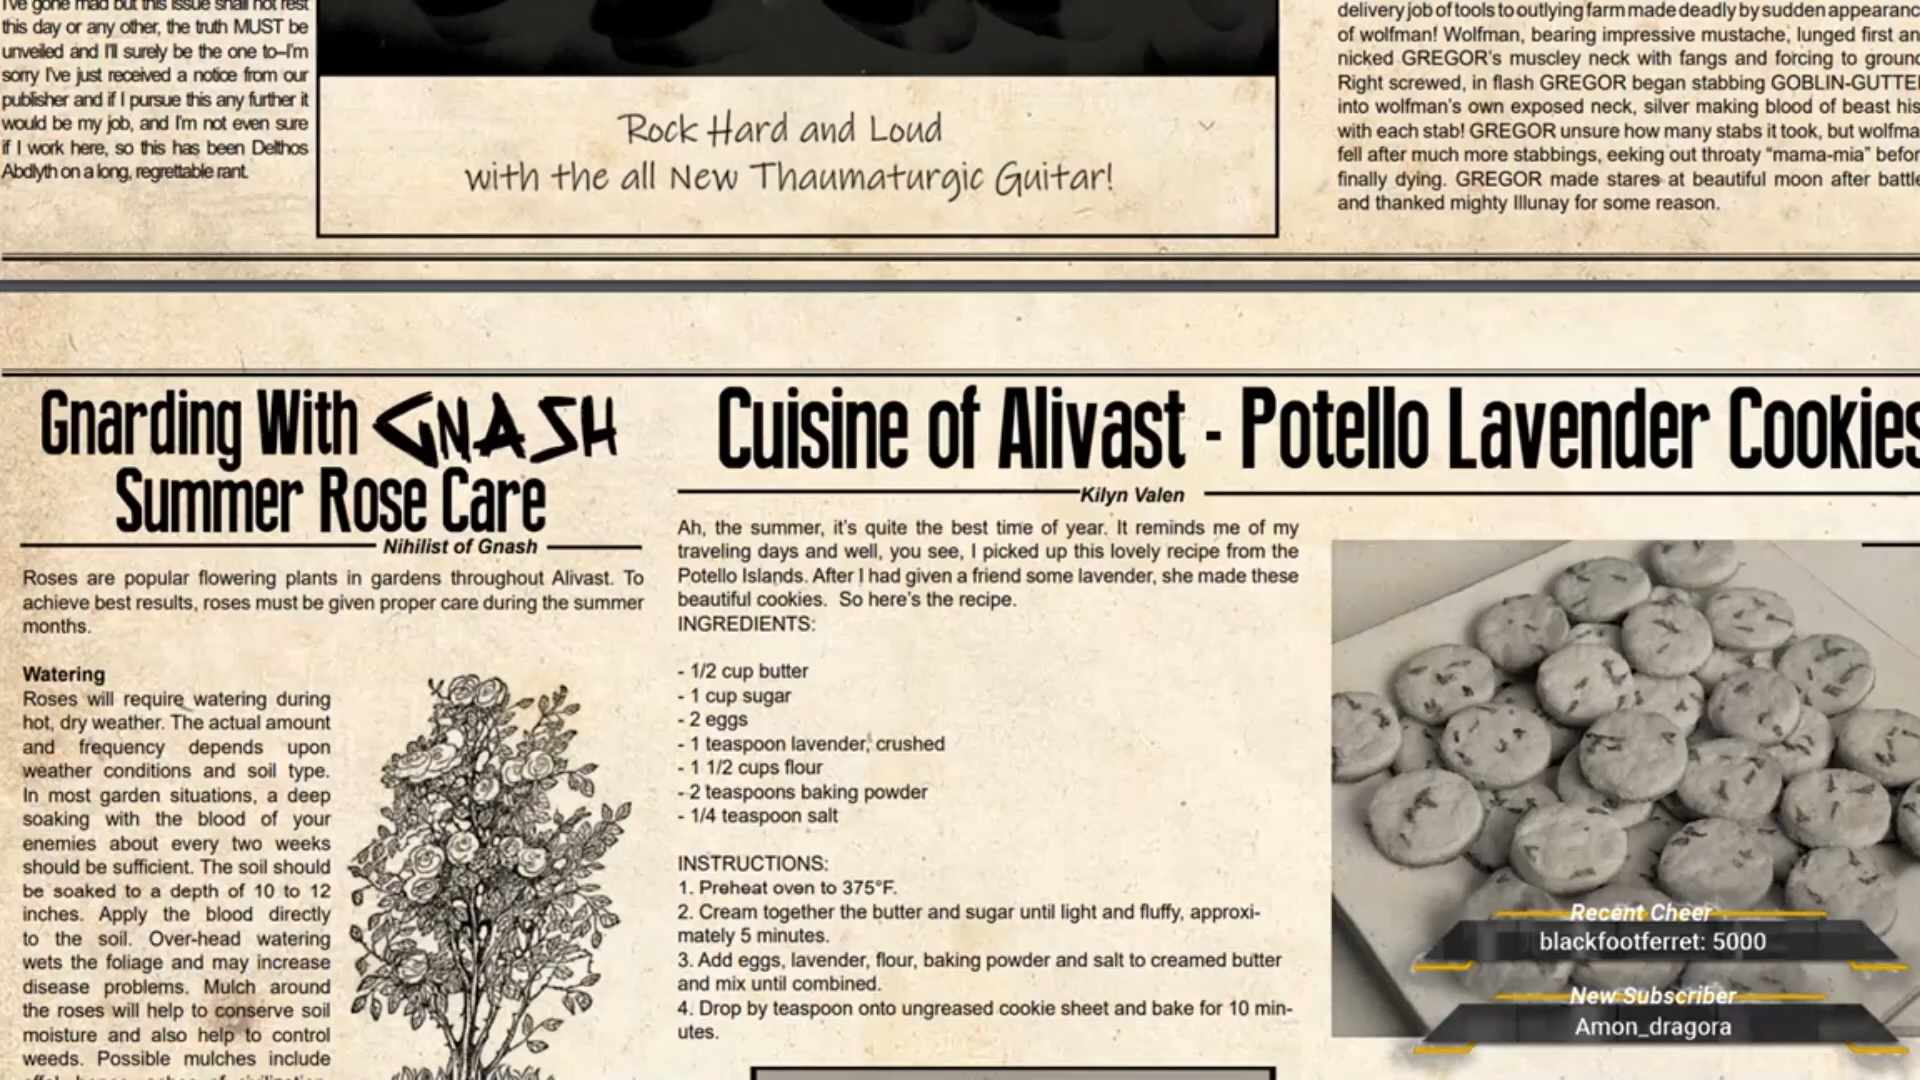 I've gone mad but this issue shall not rest
this day or any other, the truth MUST be
unveiled and I'll surely be the one to–I'm
sorry I've just received a notice from our
publisher and if I pursue this any further it
would be my job, and I'm not even sure
if I work here, so this has been Delthos
Abdlyth on a long, regrettable rant.
Rock Hard and Loud
with the all New Thaumaturgic Guitar!
delivery job of tools to outlying farm made deadly by sudden
of wolfman! Wolfman, bearing impressive mustache, lunged first
nicked GREGOR's muscley neck with fangs and forcing to
Right screwed, in flash GREGOR began stabbing
into wolfman's own exposed neck, silver making blood of beast
with each stab! GREGOR unsure how many stabs it took, but
fell after much more stabbings, eeking out throaty “mama-mia”
finally dying. GREGOR made stares at beautiful moon after
and thanked mighty Illunay for some reason.
Gnarding With GNASH
Summer Rose Care
Nihilist of Gnash
Roses are popular flowering plants in gardens throughout Alivast. To
achieve best results, roses must be given proper care during the summer
months.
Watering
Roses will require watering during
hot, dry weather. The actual amount
and frequency depends upon
weather conditions and soil type.
In most garden situations, a deep
soaking with the blood of your
enemies about every two weeks
should be sufficient. The soil should
be soaked to a depth of 10 to 12
inches. Apply the blood directly
to the soil. Over-head watering
wets the foliage and may increase
disease problems. Mulch around
the roses will help to conserve soil
moisture and also help to control
weeds. Possible mulches include
Cuisine of Alivast - Potello Lavender Cookies
Kilyn Valen
Ah, the summer, it's quite the best time of year. It reminds me of my
traveling days and well, you see, I picked up this lovely recipe from the
Potello Islands. After I had given a friend some lavender, she made these
beautiful cookies. So here's the recipe.
INGREDIENTS:
- 1/2 cup butter
- 1 cup sugar
- 2 eggs
- 1 teaspoon lavender, crushed
- 1 1/2 cups flour
- 2 teaspoons baking powder
- 1/4 teaspoon salt
INSTRUCTIONS:
1. Preheat oven to 375°F.
2. Cream together the butter and sugar until light and fluffy, approxi-
mately 5 minutes.
3. Add eggs, lavender, flour, baking powder and salt to creamed butter
and mix until combined.
4. Drop by teaspoon onto ungreased cookie sheet and bake for 10 min-
utes.
Recent Cheer
blackfootferret: 5000
New Subscriber
Amon_dragora